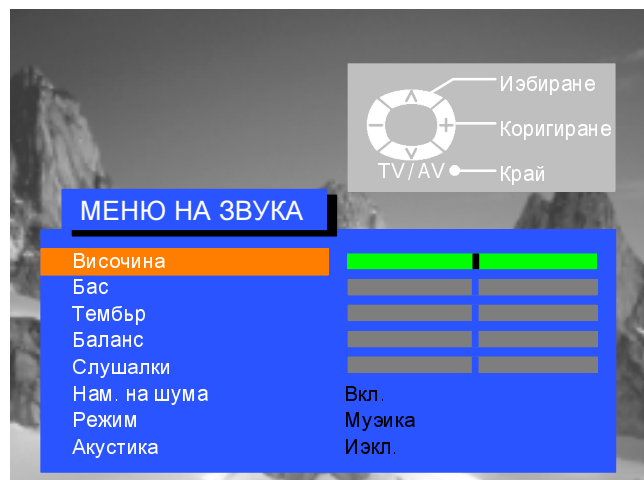 Иэбиране
Коригиране
TV/AV Край
МЕНЮ НА ЗВУКА
Височина
Бас
Тембьр
Баланс
Слушалки
Нам. на шума Вкл.
Режим Муэика
Акустика Иэкл.